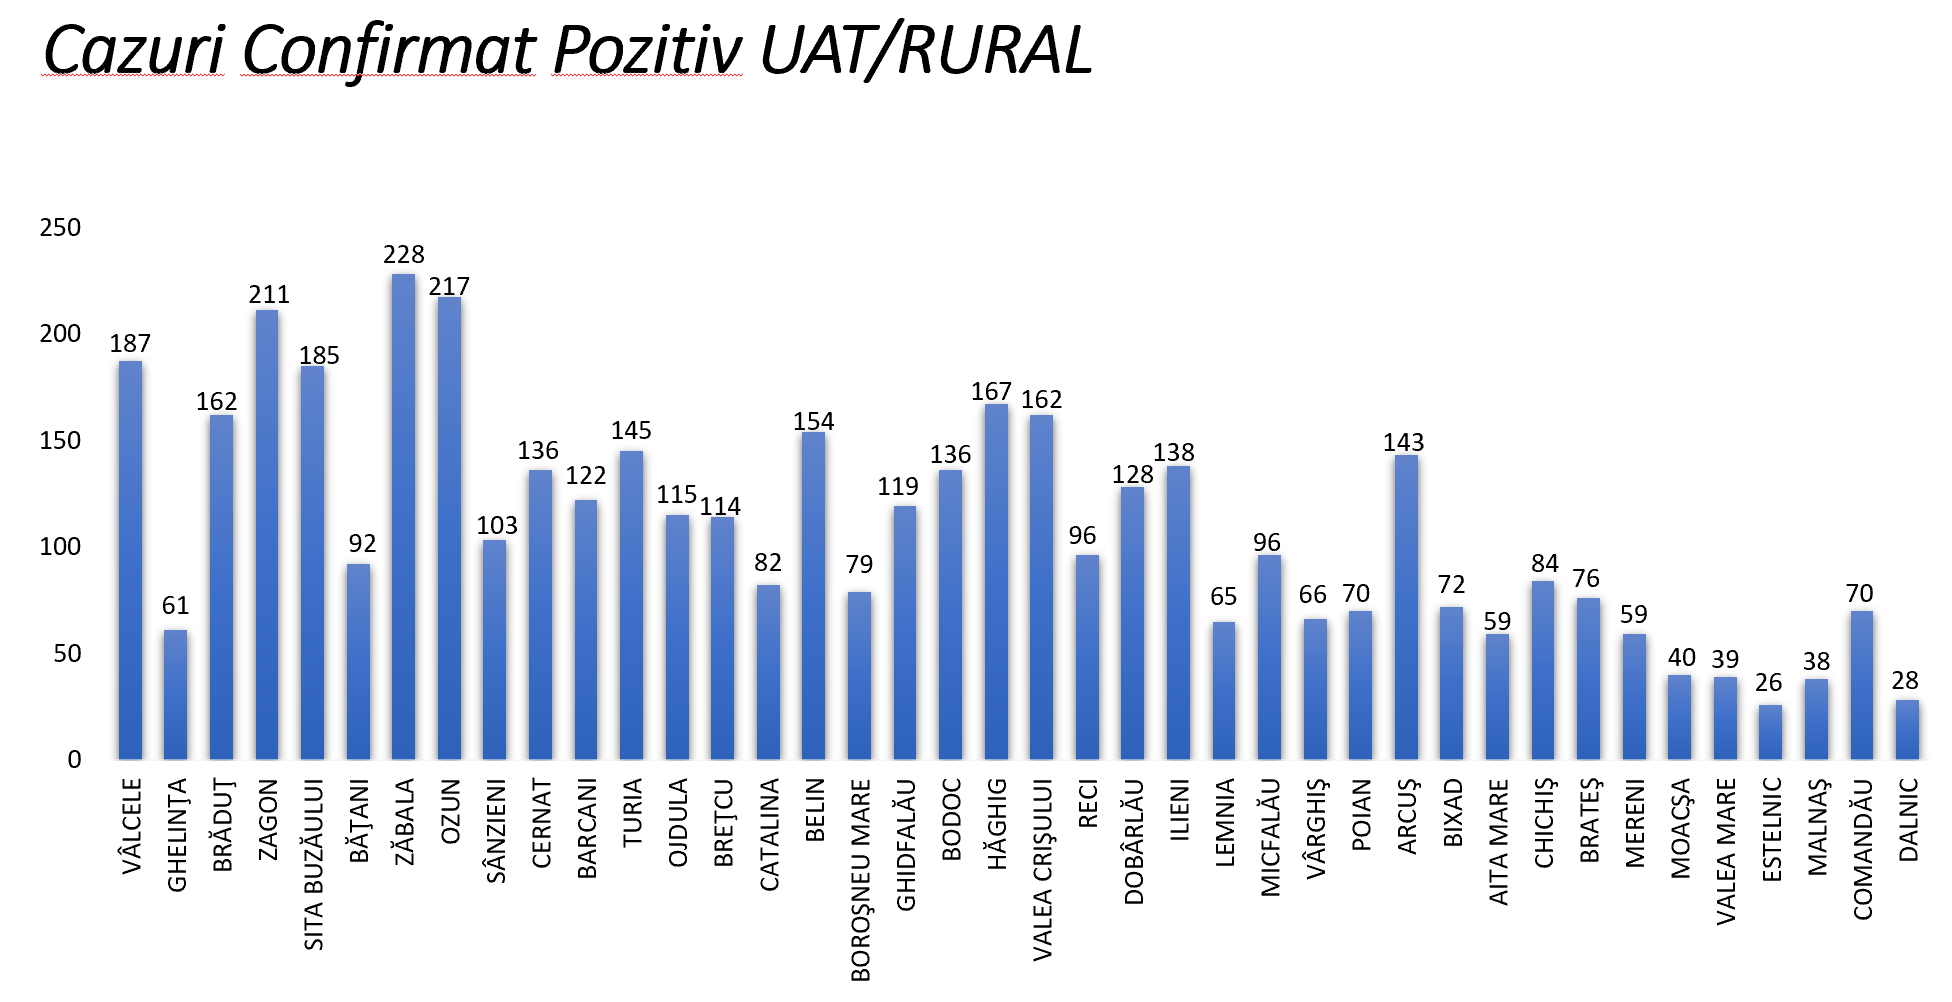 Cazuri Confirmat Pozitiv UAT/RURAL
250
200
150
100
50
0
187
61
162
211
185
92
228
217
103
136
122
145
115
114
82
154
79
119
136
167
162
96
128
138
65
96
66
70
143
72
59
84
76
59
40
39
26
38
70
28
VÂLCELE
GHELINŢA
BRĂDUŢ
ZAGON
SITA BUZĂULUI
BĂŢANI
ZĂBALA
OZUN
SÂNZIENI
CERNAT
BARCANI
TURIA
OJDULA
BREŢCU
CATALINA
BELIN
BOROŞNEU MARE
GHIDFALĂU
BODOC
HĂGHIG
VALEA CRIŞULUI
RECI
DOBÂRLĂU
ILIENI
LEMNIA
MICFALĂU
VÂRGHIŞ
POIAN
ARCUŞ
BIXAD
AITA MARE
CHICHIŞ
BRATEŞ
MERENI
MOACŞA
VALEA MARE
ESTELNIC
MALNAŞ
COMANDĂU
DALNIC